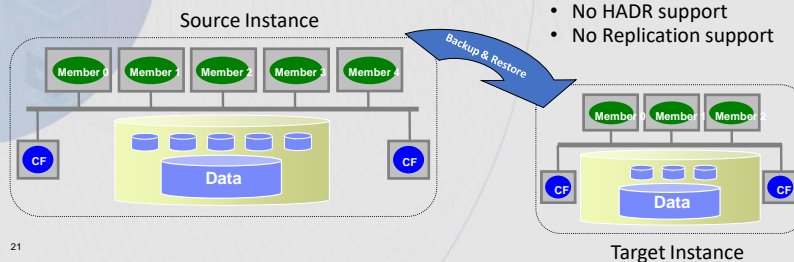 Source Instance
• No HADR support
• No Replication support
Backup & Restore
Member 0
Member 1
Member 2
Member 3
Member 4
CF
Data
CF
Member 0
Member 1
Member 2
CF
Data
CF
21
Target Instance